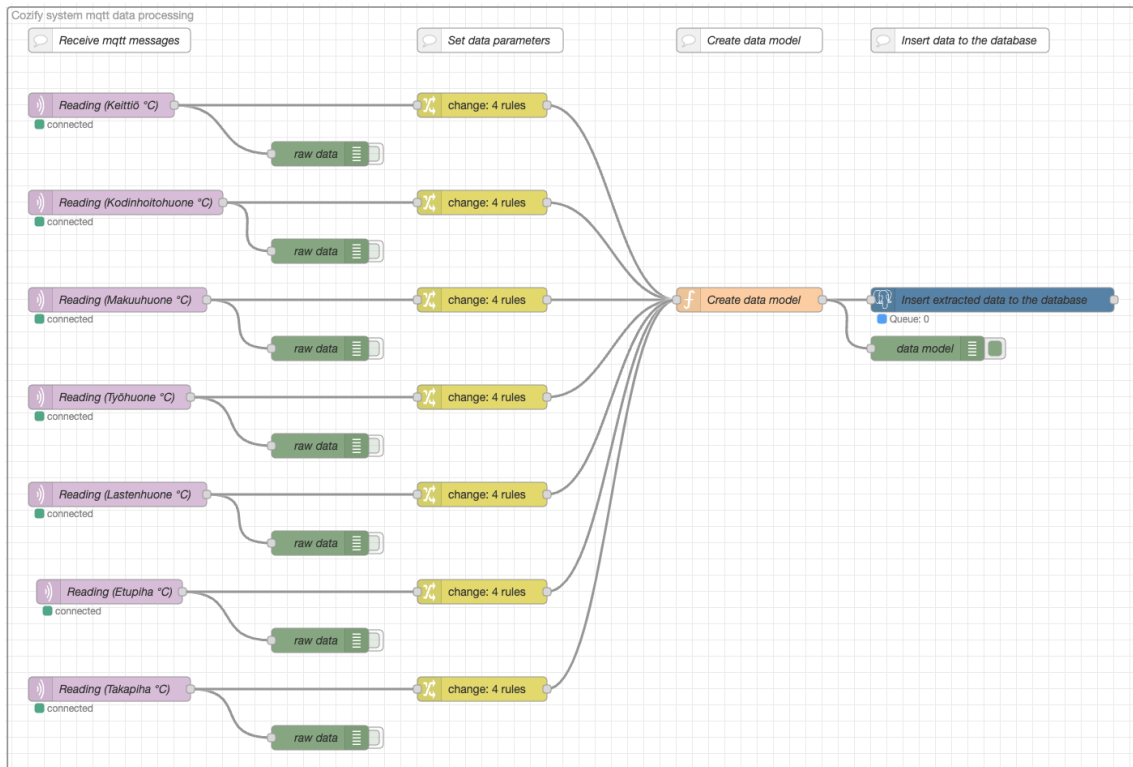 Cozify system mqtt data processing
Receive mqtt messages
Set data parameters
Create data model
Insert data to the database
Reading (Keittiö °C)
change: 4 rules
connected
raw data
Reading (Kodinhoitohuone °C)
change: 4 rules
connected
raw data
Reading (Makuuhuone °C)
change: 4 rules
Create data model
Insert extracted data to the database
connected
Queue: 0
raw data
data model
Reading (Työhuone °C)
change: 4 rules
connected
raw data
Reading (Lastenhuone °C)
change: 4 rules
connected
raw data
Reading (Etupiha °C)
change: 4 rules
connected
raw data
Reading (Takapiha °C)
change: 4 rules
connected
raw data